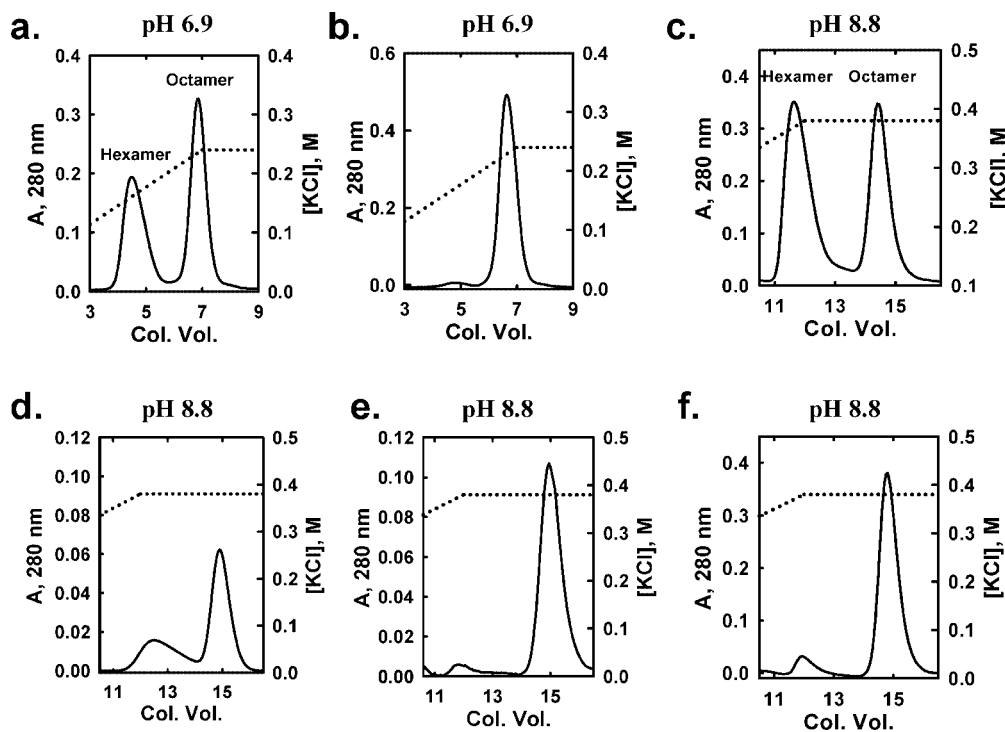 a.
pH 6.9
0.4
0.3
0.2
0.1
0.0
A, 280 nm
Hexamer
Octamer
0.4
0.3
0.2
0.1
0.0
[KCl], M
3 5 7 9
Col. Vol.
b.
pH 6.9
0.6
0.4
0.2
0.0
A, 280 nm
0.4
0.3
0.2
0.1
0.0
[KCl], M
3 5 7 9
Col. Vol.
c.
pH 8.8
0.4
0.3
0.2
0.1
0.0
A, 280 nm
Hexamer
Octamer
0.5
0.4
0.3
0.2
0.1
[KCl], M
11 13 15
Col. Vol.
d.
pH 8.8
0.12
0.10
0.08
0.06
0.04
0.02
0.00
A, 280 nm
0.5
0.4
0.3
0.2
0.1
0.0
[KCl], M
11 13 15
Col. Vol.
e.
pH 8.8
0.12
0.10
0.08
0.06
0.04
0.02
0.00
A, 280 nm
0.5
0.4
0.3
0.2
0.1
0.0
[KCl], M
11 13 15
Col. Vol.
f.
pH 8.8
0.4
0.3
0.2
0.1
0.0
A, 280 nm
0.5
0.4
0.3
0.2
0.1
0.0
[KCl], M
11 13 15
Col. Vol.